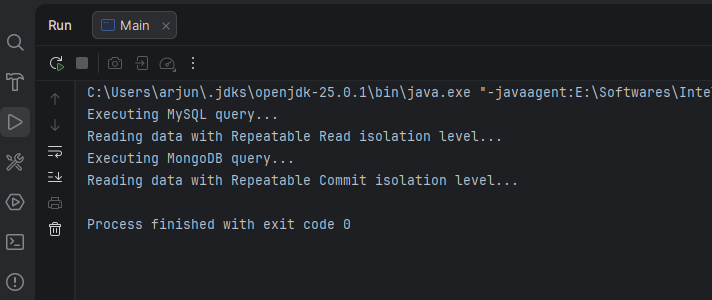 Run
Main
C:\Users\arjun\.jdks\openjdk-25.0.1\bin\java.exe "-javaagent:E:\Softwares\Inte
Executing MySQL query...
Reading data with Repeatable Read isolation level...
Executing MongoDB query...
Reading data with Repeatable Commit isolation level...
Process finished with exit code 0